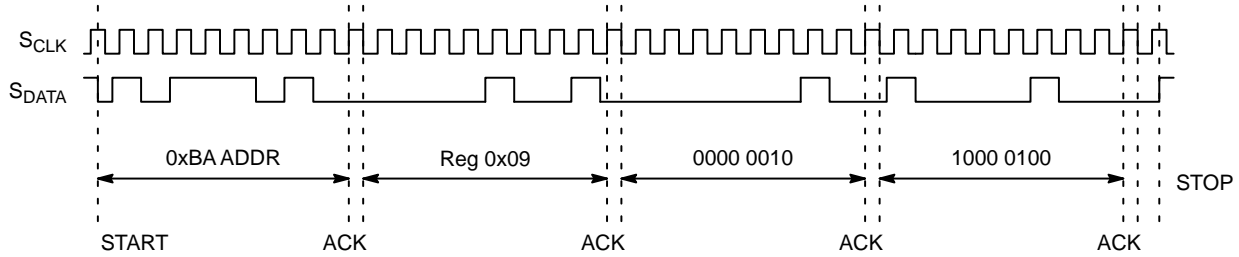 SCLK
SDATA
0xBA ADDR Reg 0x09 0000 0010 1000 0100
STOP
START ACK ACK ACK ACK